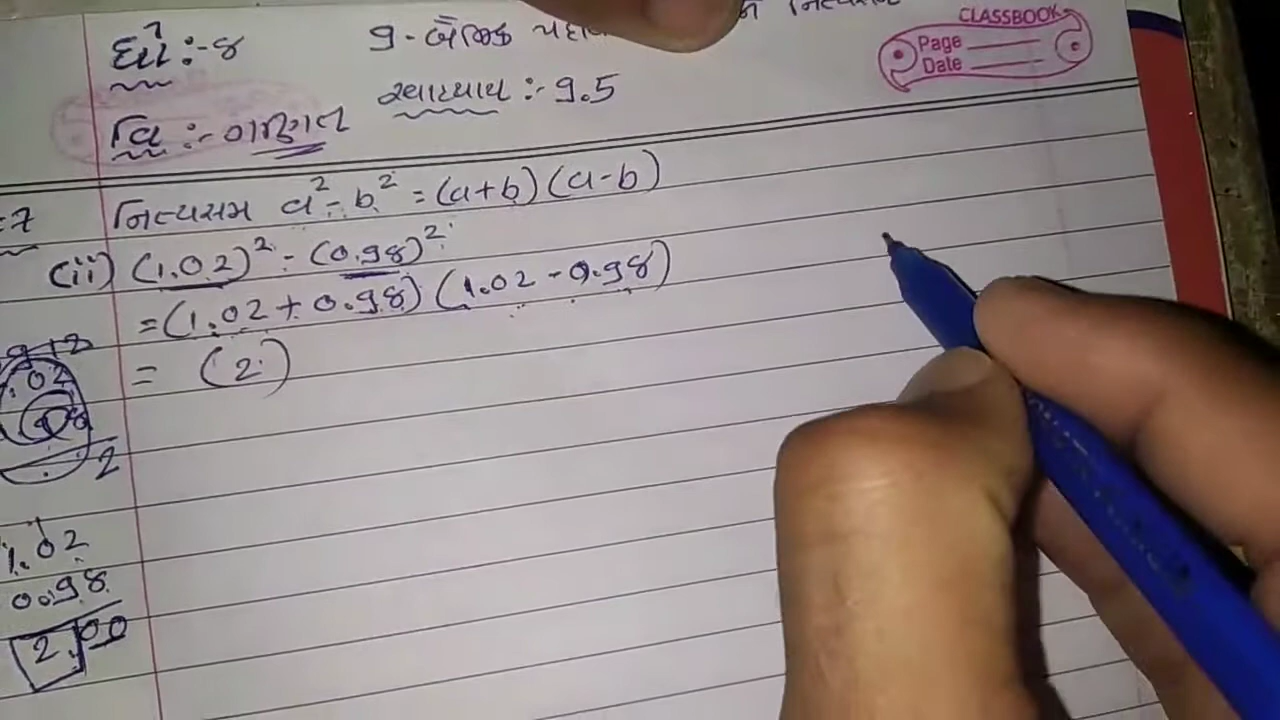 ધો :- 8
9 - બૈજિક
CLASSBOOK
Page
Date
સ્વાધ્યાય :- 9.5
વિ :- ગણિત
7 નિત્યસમ a² - b² = (a+b) (a-b)
(ii) (1.02)² - (0.98)²
= (1.02 + 0.98) (1.02 - 0.98)
= (2)
2
1.02
0.98
2.00